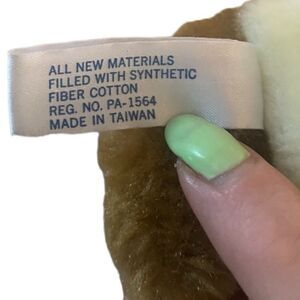 ALL NEW MATERIALS
FILLED WITH SYNTHETIC
FIBER COTTON
REG. NO. PA-1564
MADE IN TAIWAN